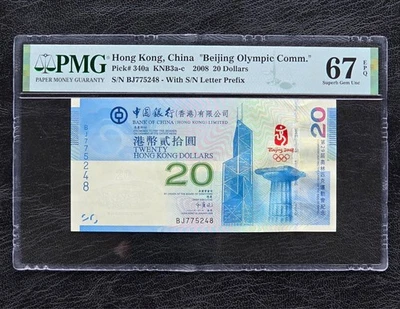 PMG
PAPER MONEY GUARANTY
Hong Kong, China "Beijing Olympic Comm."
Pick# 340a KNB3a-c 2008 20 Dollars
S/N BJ775248 - With S/N Letter Prefix
67 EPQ
Superb Gem Unc
中國銀行(香港)有限公司
BANK OF CHINA (HONG KONG) LIMITED
港幣貳拾圓
TWENTY
HONG KONG DOLLARS
20
20
Beijing 2008
BJ775248
BJ775248